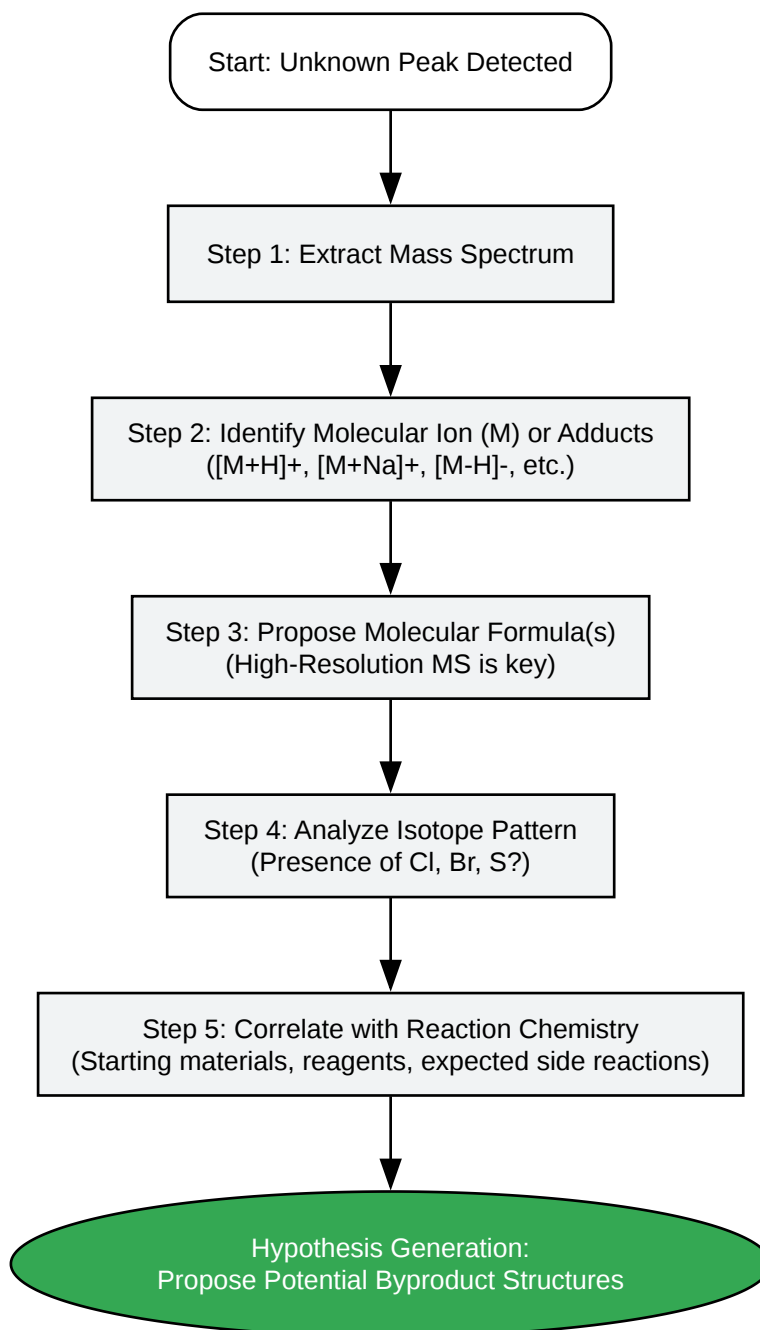 Start: Unknown Peak Detected
Step 1: Extract Mass Spectrum
Step 2: Identify Molecular Ion (M) or Adducts
([M+H]+, [M+Na]+, [M-H]-, etc.)
Step 3: Propose Molecular Formula(s)
(High-Resolution MS is key)
Step 4: Analyze Isotope Pattern
(Presence of Cl, Br, S?)
Step 5: Correlate with Reaction Chemistry
(Starting materials, reagents, expected side reactions)
Hypothesis Generation:
Propose Potential Byproduct Structures